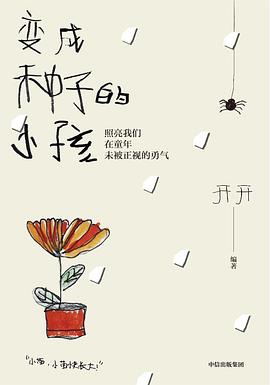 变成
种子的
小孩
照亮我们
在童年
未被正视的勇气
开开
编著
"小苗,小苗快长大!"
中信出版集团